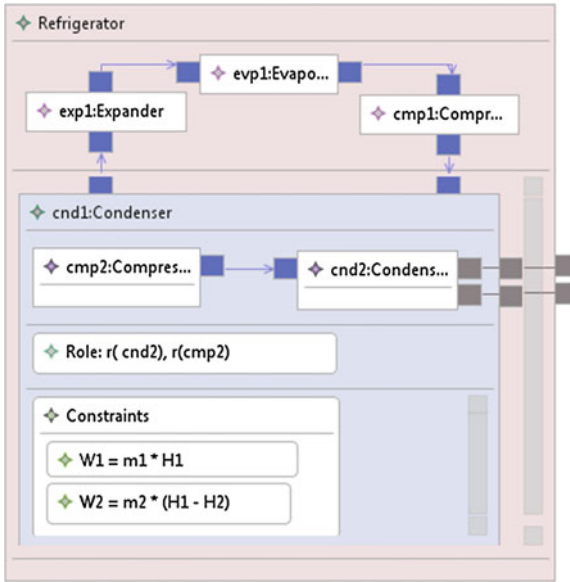 Refrigerator
evp1:Evapo...
exp1:Expander
cmp1:Compr...
cnd1:Condenser
cmp2:Compres...
cnd2:Condens...
Role: r( cnd2), r(cmp2)
Constraints
W1 = m1 * H1
W2 = m2 * (H1 - H2)